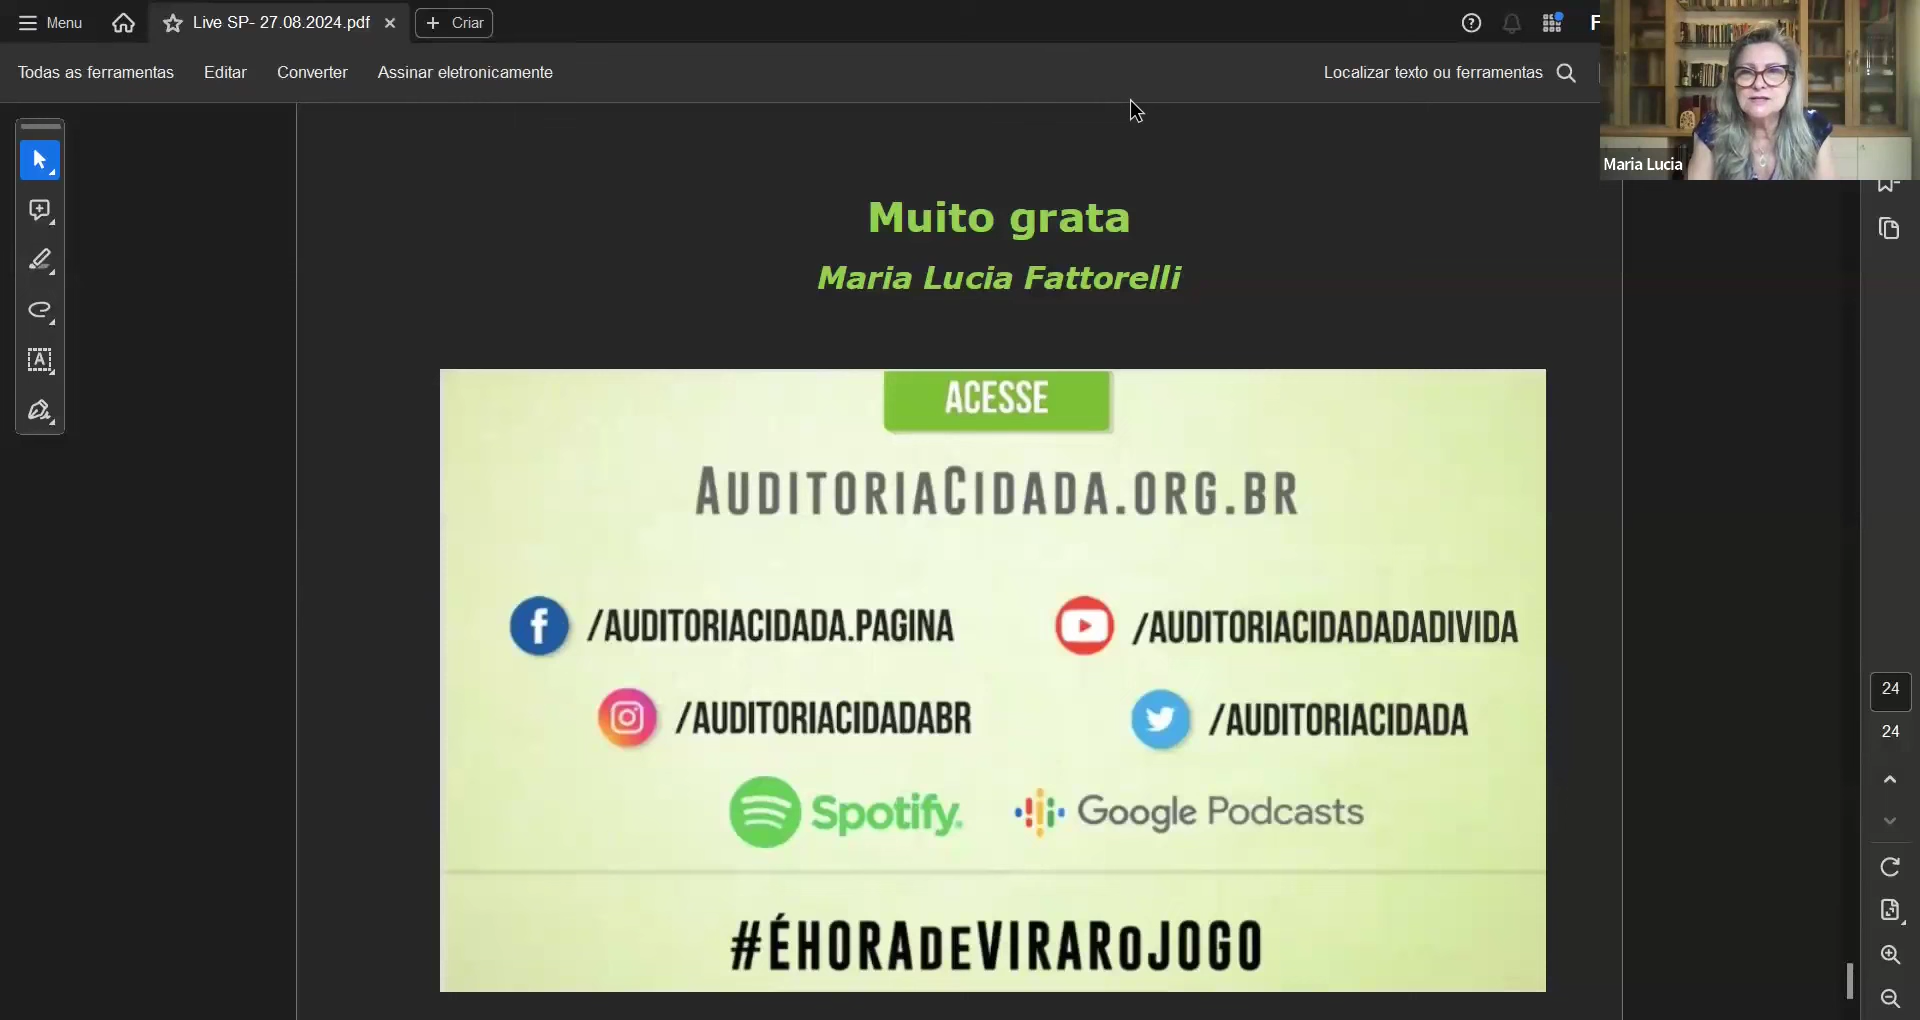 Menu
Live SP- 27.08.2024.pdf
Criar
F
Todas as ferramentas
Editar
Converter
Assinar eletronicamente
Localizar texto ou ferramentas
Maria Lucia
Muito grata
Maria Lucia Fattorelli
ACESSE
AUDITORIACIDADA.ORG.BR
/AUDITORIACIDADA.PAGINA
/AUDITORIACIDADADADIVIDA
/AUDITORIACIDADABR
/AUDITORIACIDADA
Spotify
Google Podcasts
#ÉHORADEVIRAROJOGO
24
24